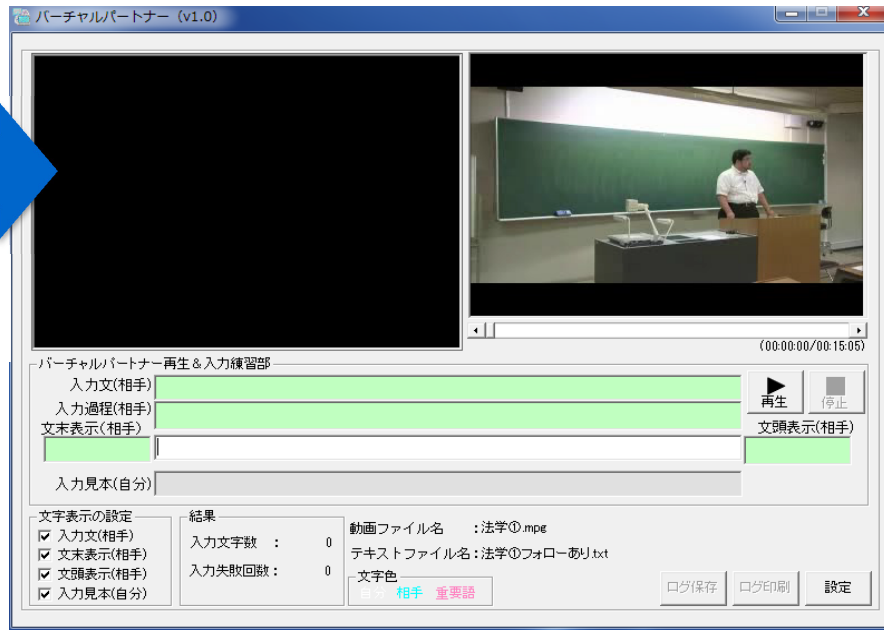 バーチャルパートナー (v1.0)
(00:00:00/00:15:05)
バーチャルパートナー再生＆入力練習部
入力文(相手)
入力過程(相手)
再生
停止
文末表示(相手)
文頭表示(相手)
入力見本(自分)
文字表示の設定
入力文(相手)
文末表示(相手)
文頭表示(相手)
入力見本(自分)
結果
入力文字数 ： 0
入力失敗回数： 0
動画ファイル名 ：法学①.mpg
テキストファイル名：法学①フォローあり.txt
文字色
自分 相手 重要語
ログ保存
ログ印刷
設定